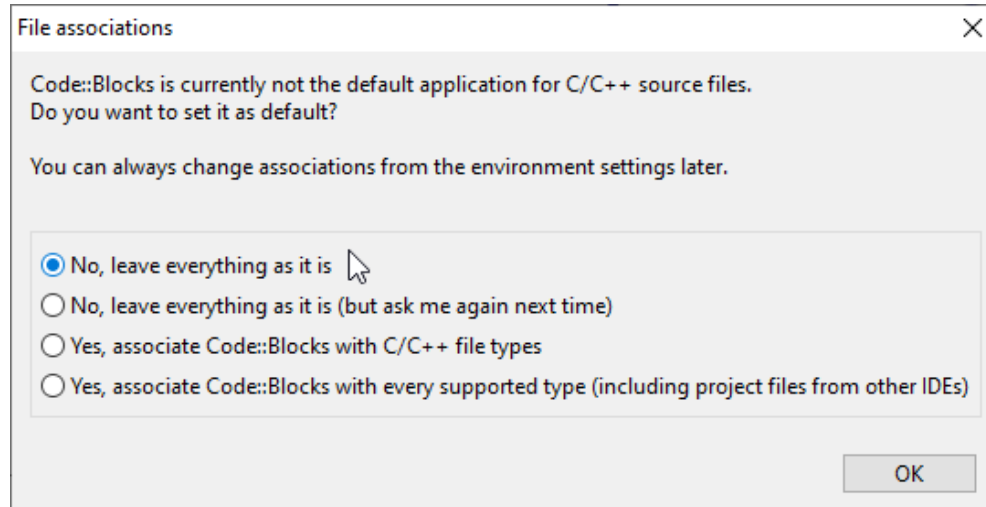 File associations
Code::Blocks is currently not the default application for C/C++ source files.
Do you want to set it as default?
You can always change associations from the environment settings later.
No, leave everything as it is
No, leave everything as it is (but ask me again next time)
Yes, associate Code::Blocks with C/C++ file types
Yes, associate Code::Blocks with every supported type (including project files from other IDEs)
OK